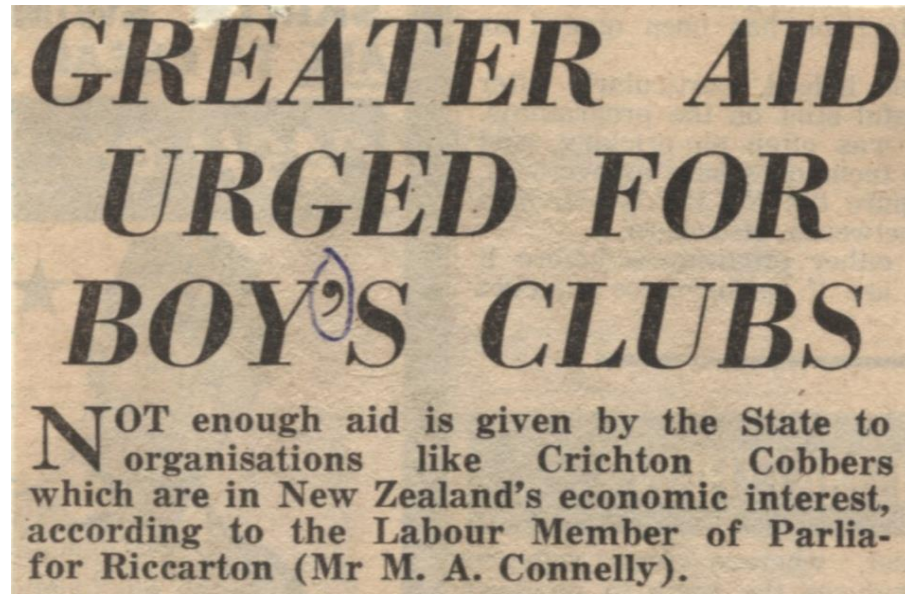 GREATER AID
URGED FOR
BOY'S CLUBS
NOT enough aid is given by the State to
organisations like Crichton Cobbers
which are in New Zealand's economic interest,
according to the Labour Member of Parlia-
for Riccarton (Mr M. A. Connelly).